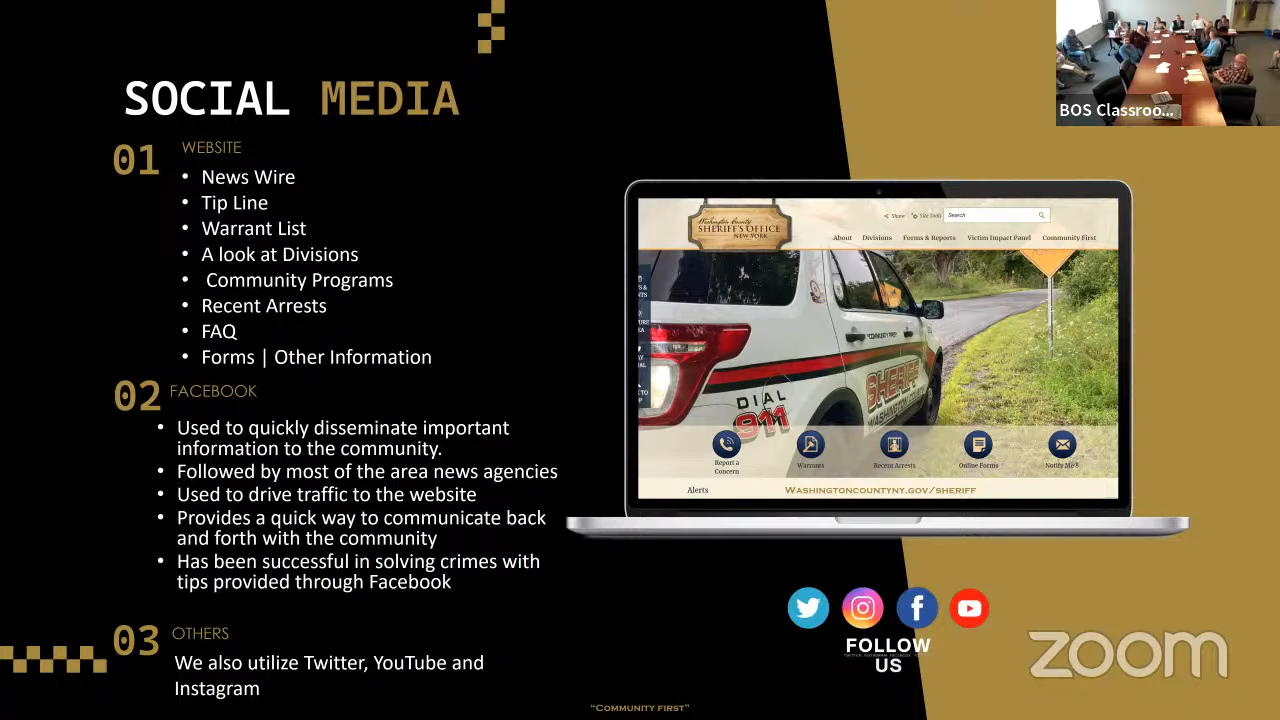 SOCIAL MEDIA
BOS Classroo...
01 WEBSITE
• News Wire
• Tip Line
• Warrant List
• A look at Divisions
• Community Programs
• Recent Arrests
• FAQ
• Forms | Other Information
02 FACEBOOK
• Used to quickly disseminate important
information to the community.
• Followed by most of the area news agencies
• Used to drive traffic to the website
• Provides a quick way to communicate back
and forth with the community
• Has been successful in solving crimes with
tips provided through Facebook
03 OTHERS
We also utilize Twitter, YouTube and
Instagram
Washington County
SHERIFF'S OFFICE
NEW YORK
Share Site Tools Search
About Divisions Forms & Reports Victim Impact Panel Community First
"COMMUNITY FIRST"
DIAL
911
SHERIFF
WASHINGTON
Report a
Concern
Warrants
Recent Arrests
Online Forms
Notify Me®
Alerts
WASHINGTONCOUNTYNY.GOV/SHERIFF
FOLLOW
US
zoom
“COMMUNITY FIRST”